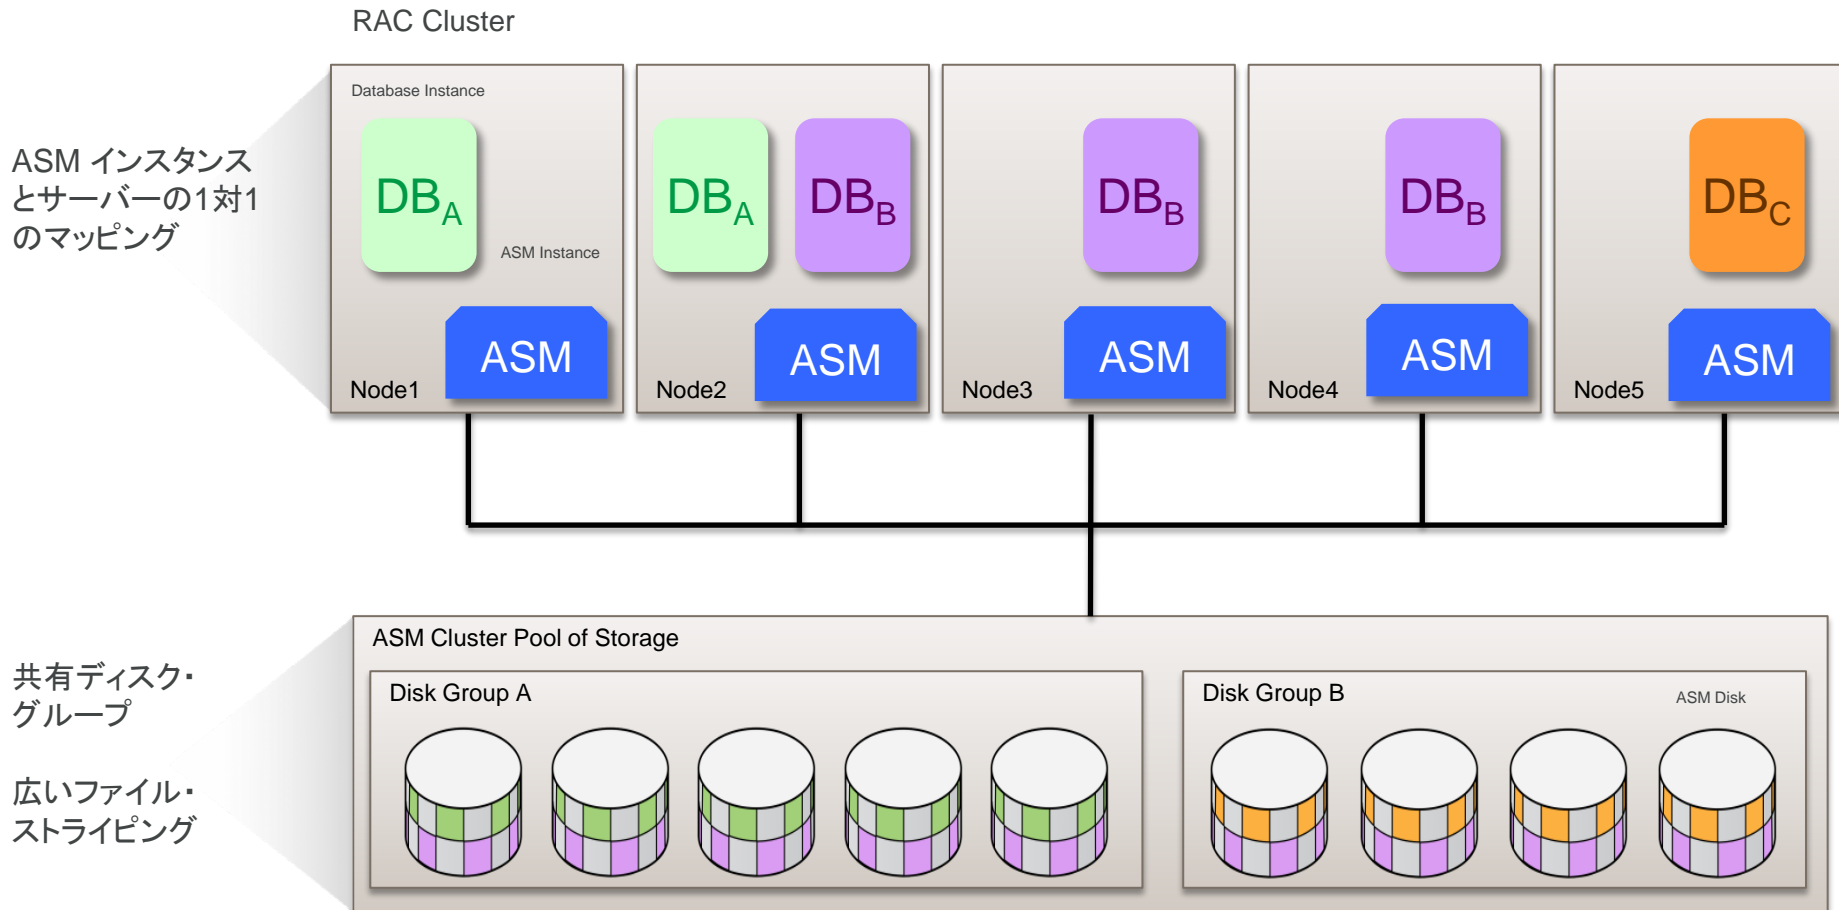 RAC Cluster
Database Instance
ASM インスタンス
とサーバーの1対1
のマッピング
DBA
DBA
DBB
DBB
DBB
DBC
ASM Instance
ASM
ASM
ASM
ASM
ASM
Node1
Node2
Node3
Node4
Node5
ASM Cluster Pool of Storage
共有ディスク・
グループ
Disk Group A
Disk Group B
ASM Disk
広いファイル・
ストライピング